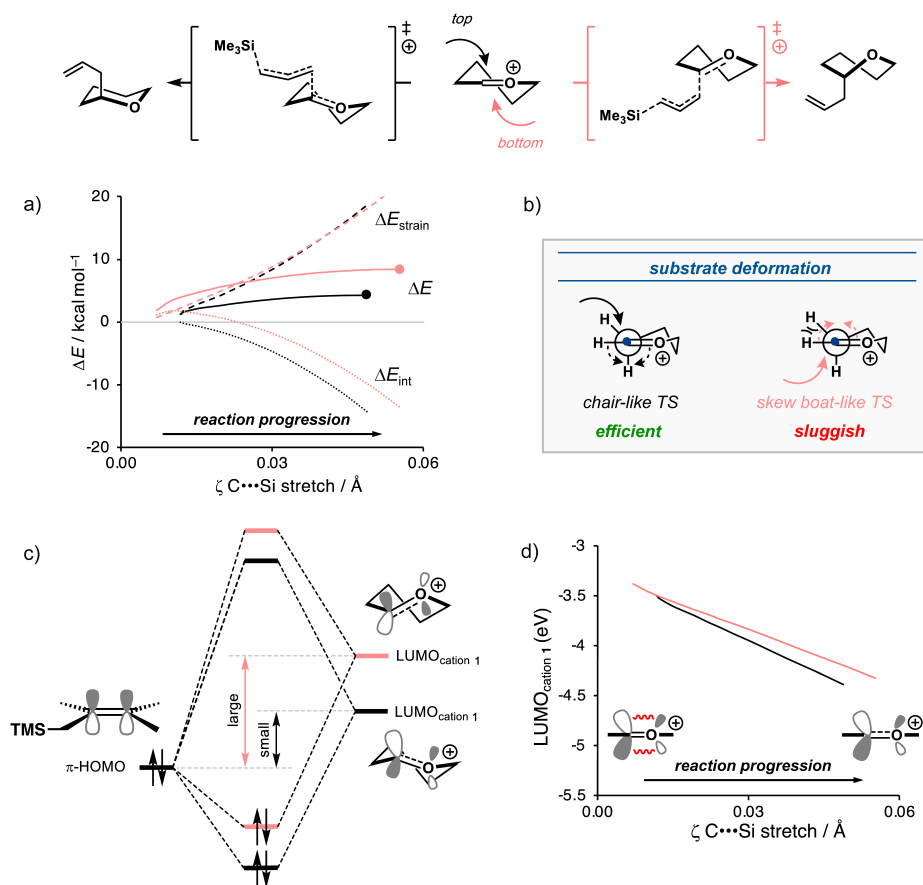 top
‡
⊕
Me3Si
O
O
⊕
O
bottom
‡
⊕
O
Me3Si
O
a)
20
10
0
-10
-20
ΔE / kcal mol⁻¹
ΔEstrain
ΔE
ΔEint
reaction progression
0.00
0.03
0.06
ζ C•••Si stretch / Å
b)
substrate deformation
H
H
H
O
⊕
chair-like TS
efficient
H
H
H
O
⊕
skew boat-like TS
sluggish
c)
TMS
π-HOMO
large
small
O
⊕
LUMOcation 1
LUMOcation 1
O
⊕
d)
-3
-3.5
-4
-4.5
-5
-5.5
LUMOcation 1 (eV)
O
⊕
O
⊕
reaction progression
0.00
0.03
0.06
ζ C•••Si stretch / Å